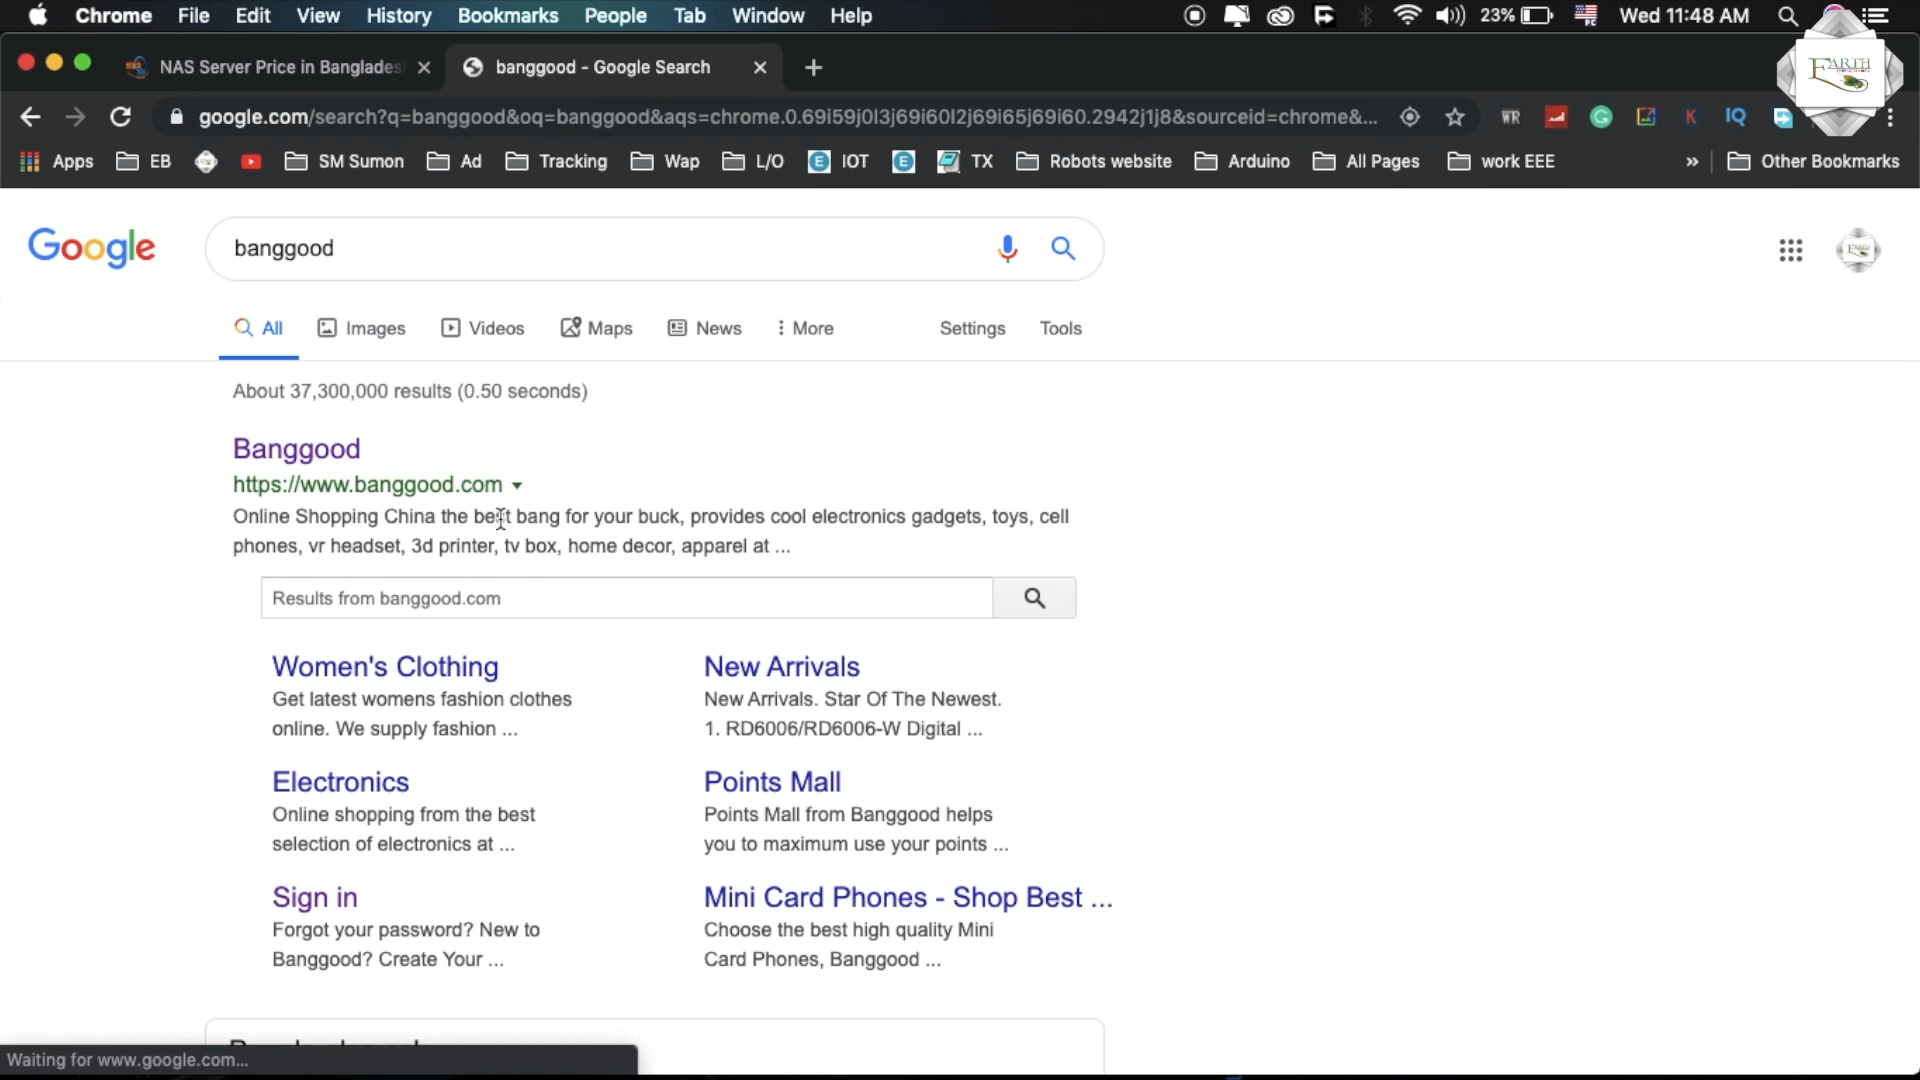 Chrome File Edit View History Bookmarks People Tab Window Help 23% Wed 11:48 AM
NAS Server Price in Banglades banggood - Google Search
EARTH
google.com/search?q=banggood&oq=banggood&aqs=chrome.0.69i59j0l3j69i60l2j69i65j69i60.2942j1j8&sourceid=chrome&... WR K IQ
Apps EB SM Sumon Ad Tracking Wap L/O IOT TX Robots website Arduino All Pages work EEE » Other Bookmarks
Google banggood
All Images Videos Maps News More Settings Tools
About 37,300,000 results (0.50 seconds)
Banggood
https://www.banggood.com
Online Shopping China the best bang for your buck, provides cool electronics gadgets, toys, cell
phones, vr headset, 3d printer, tv box, home decor, apparel at ...
Results from banggood.com
Women's Clothing
Get latest womens fashion clothes
online. We supply fashion ...
New Arrivals
New Arrivals. Star Of The Newest.
1. RD6006/RD6006-W Digital ...
Electronics
Online shopping from the best
selection of electronics at ...
Points Mall
Points Mall from Banggood helps
you to maximum use your points ...
Sign in
Forgot your password? New to
Banggood? Create Your ...
Mini Card Phones - Shop Best ...
Choose the best high quality Mini
Card Phones, Banggood ...
Waiting for www.google.com...